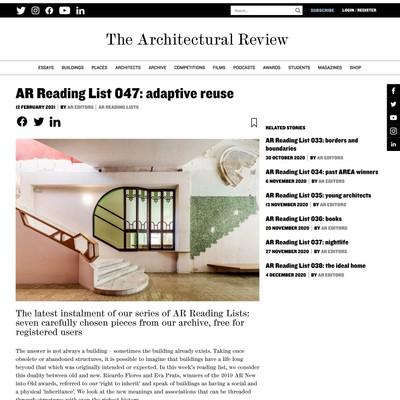 Search...
SUBSCRIBE
LOGIN / REGISTER
The Architectural Review
ESSAYS BUILDINGS PLACES ARCHITECTS ARCHIVE COMPETITIONS FILMS PODCASTS AWARDS STUDENTS MAGAZINES SHOP
AR Reading List 047: adaptive reuse
12 FEBRUARY 2021 BY AR EDITORS AR READING LISTS
The latest instalment of our series of AR Reading Lists:
seven carefully chosen pieces from our archive, free for
registered users
The answer is not always a building – sometimes the building already exists. Taking once
obsolete or abandoned structures, it is possible to imagine that buildings have a life long
beyond that which was originally intended or expected. In this week's reading list, we consider
this duality between old and new. Ricardo Flores and Eva Prats, winners of the 2019 AR New
into Old awards, referred to our 'right to inherit' and speak of buildings as having a social and
a physical 'inheritance'. We look at the new meanings and associations that can be threaded
through structures with even the richest history.
RELATED STORIES
AR Reading List 033: borders and
boundaries
30 OCTOBER 2020 BY AR EDITORS
AR Reading List 034: past AREA winners
6 NOVEMBER 2020 BY AR EDITORS
AR Reading List 035: young architects
13 NOVEMBER 2020 BY AR EDITORS
AR Reading List 036: books
20 NOVEMBER 2020 BY AR EDITORS
AR Reading List 037: nightlife
27 NOVEMBER 2020 BY AR EDITORS
AR Reading List 038: the ideal home
4 DECEMBER 2020 BY AR EDITORS